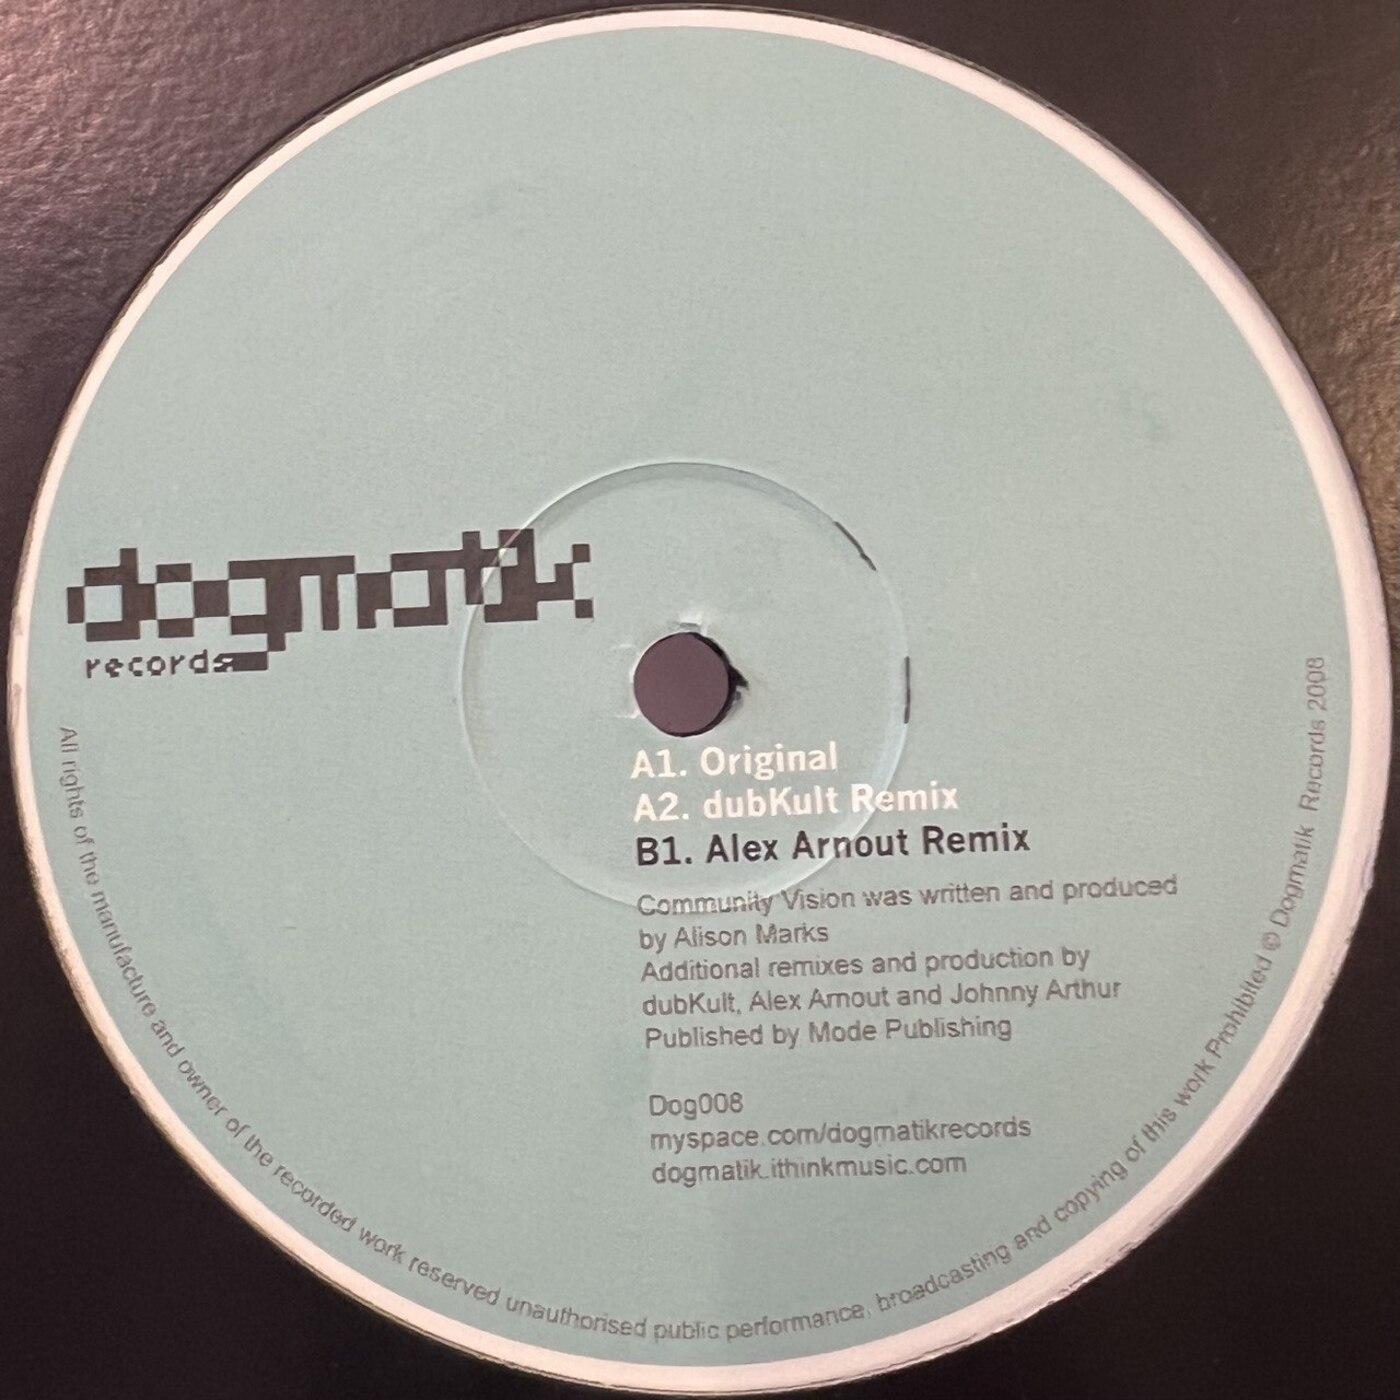 dogmatik
records
A1. Original
A2. dubKult Remix
B1. Alex Arnout Remix
Community Vision was written and produced
by Alison Marks
Additional remixes and production by
dubKult, Alex Arnout and Johnny Arthur
Published by Mode Publishing
Dog008
myspace.com/dogmatikrecords
dogmatik.ithinkmusic.com
All rights of the manufacture and owner of the recorded work reserved unauthorised public performance, broadcasting and copying of this work Prohibited © Dogmatik Records 2008